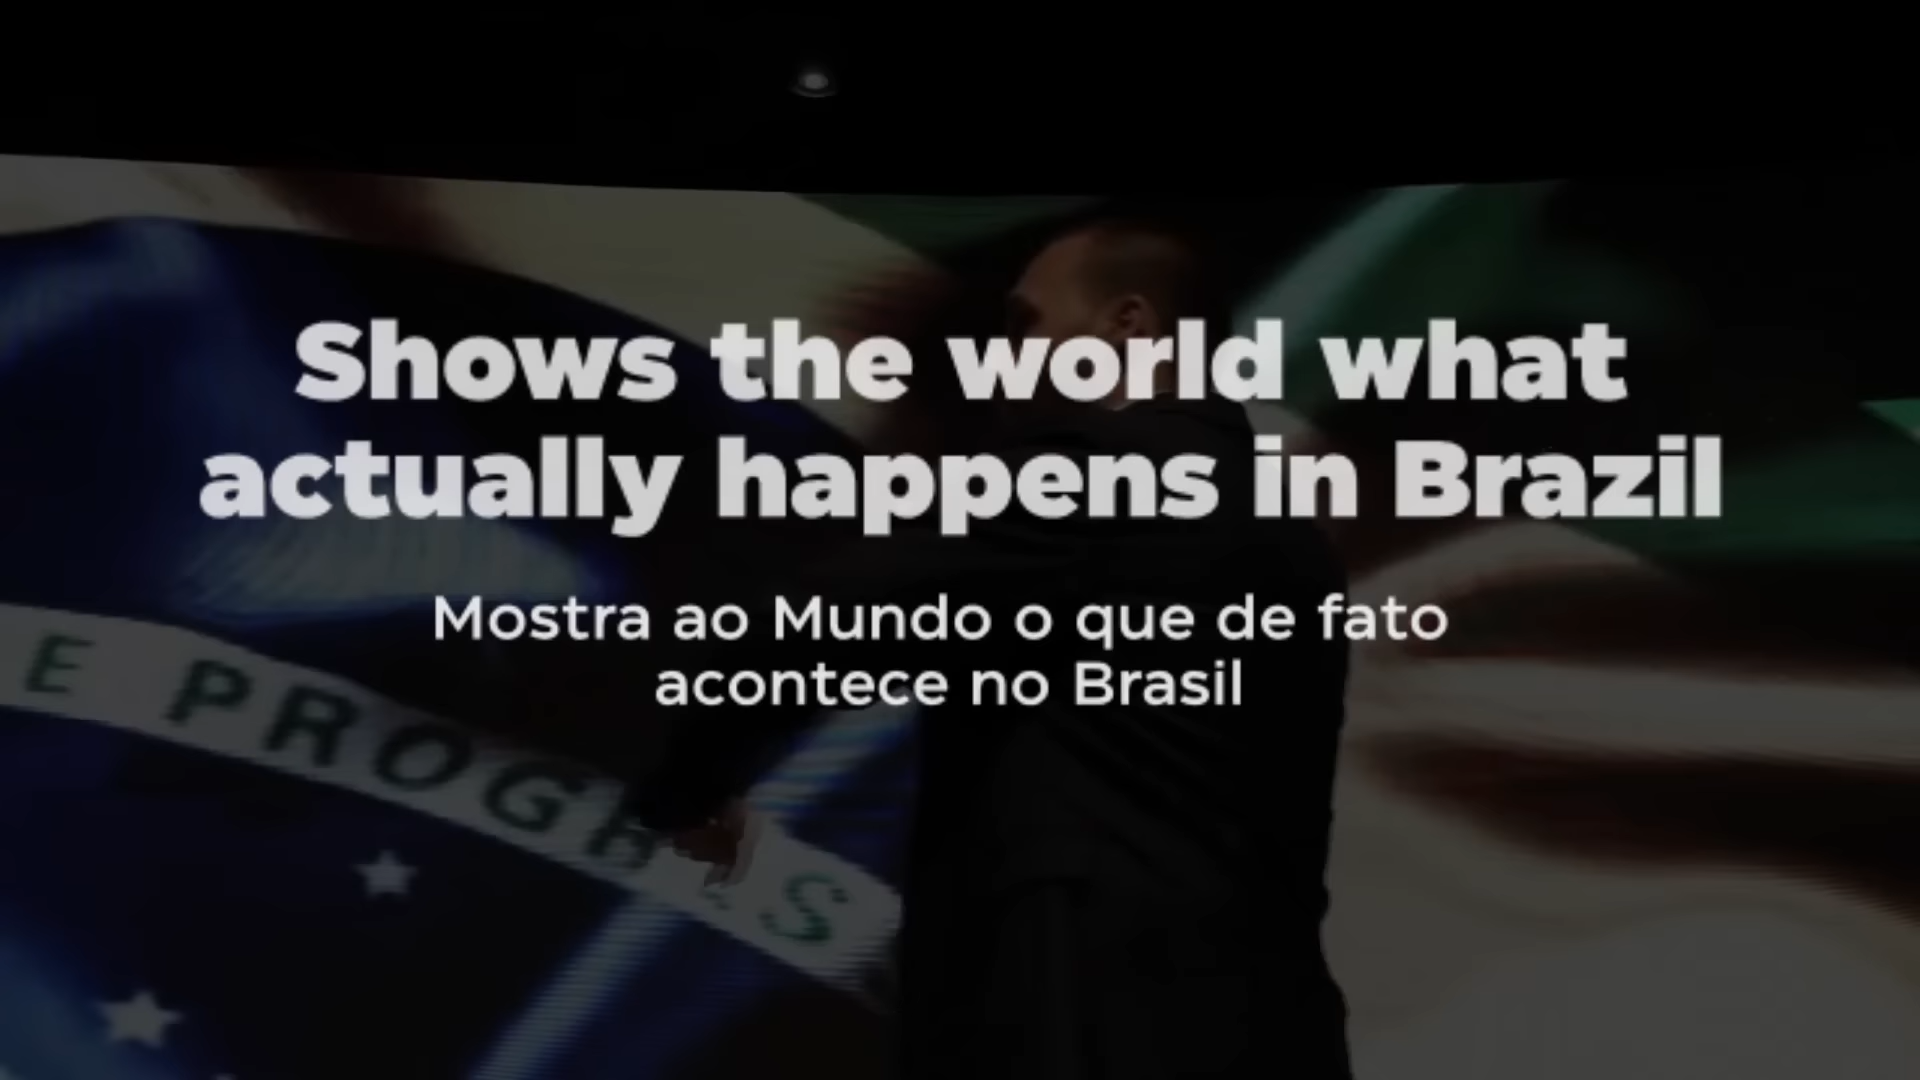 Shows the world what
actually happens in Brazil
Mostra ao Mundo o que de fato
acontece no Brasil
E PROGRES